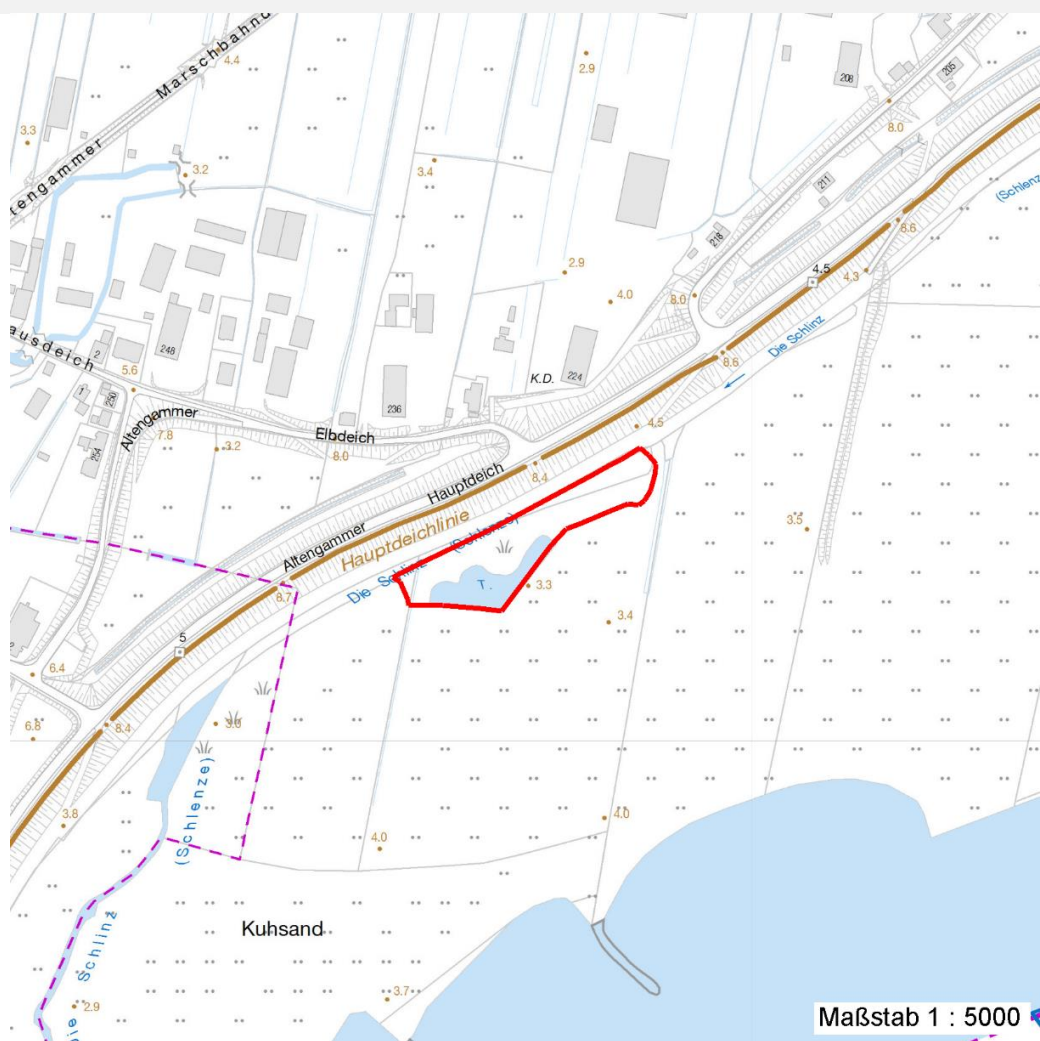 Altengammer Marschbahnd
4.4
2.9
208
205
3.3
8.0
3.2
3.4
(Schlenz
211
8.6
218
4.5
4.3
2.9
4.0
8.0
ausdeich
Die Schlinz
2
248
8.6
5.6
K.D.
224
1
250
236
Altengammer
Elbdeich
4.5
254
7.8
3.2
8.0
8.4
Altengammer
Hauptdeich
Hauptdeichlinie
3.5
Die Schlinz
(Schlenze)
8.7
T.
3.3
3.4
5
6.4
6.8
8.4
3.0
3.8
(Schlenze)
4.0
4.0
Die Schlinz
Kuhsand
3.7
2.9
Maßstab 1 : 5000